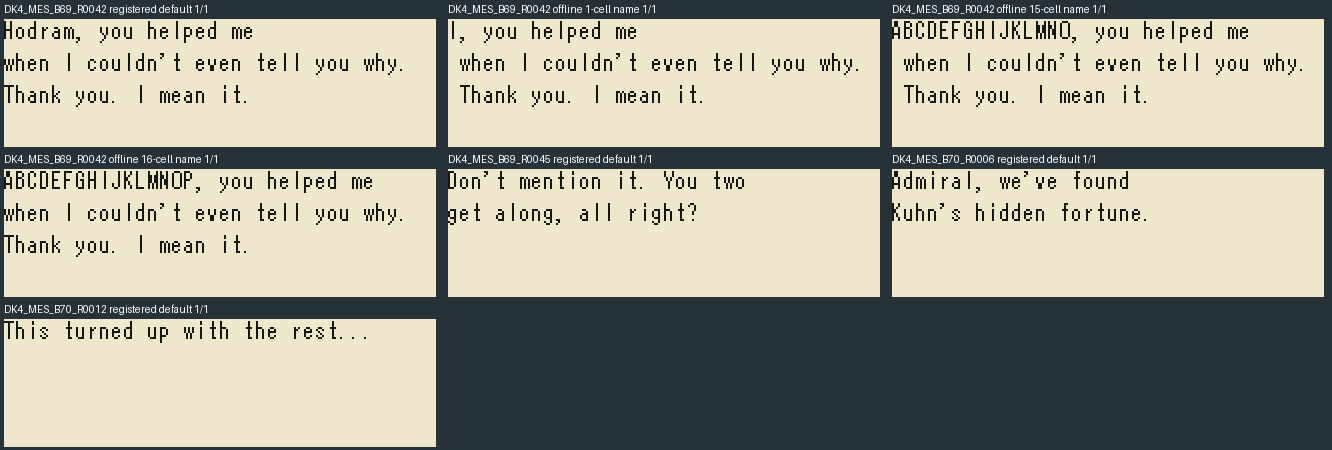 DK4_MES_B69_R0042 registered default 1/1
Hodram, you helped me
when I couldn't even tell you why.
Thank you. I mean it.
DK4_MES_B69_R0042 offline 1-cell name 1/1
I, you helped me
when I couldn't even tell you why.
Thank you. I mean it.
DK4_MES_B69_R0042 offline 15-cell name 1/1
ABCDEFGHIJKLMNO, you helped me
when I couldn't even tell you why.
Thank you. I mean it.
DK4_MES_B69_R0042 offline 16-cell name 1/1
ABCDEFGHIJKLMNOP, you helped me
when I couldn't even tell you why.
Thank you. I mean it.
DK4_MES_B69_R0045 registered default 1/1
Don't mention it. You two
get along, all right?
DK4_MES_B70_R0006 registered default 1/1
Admiral, we've found
Kuhn's hidden fortune.
DK4_MES_B70_R0012 registered default 1/1
This turned up with the rest...